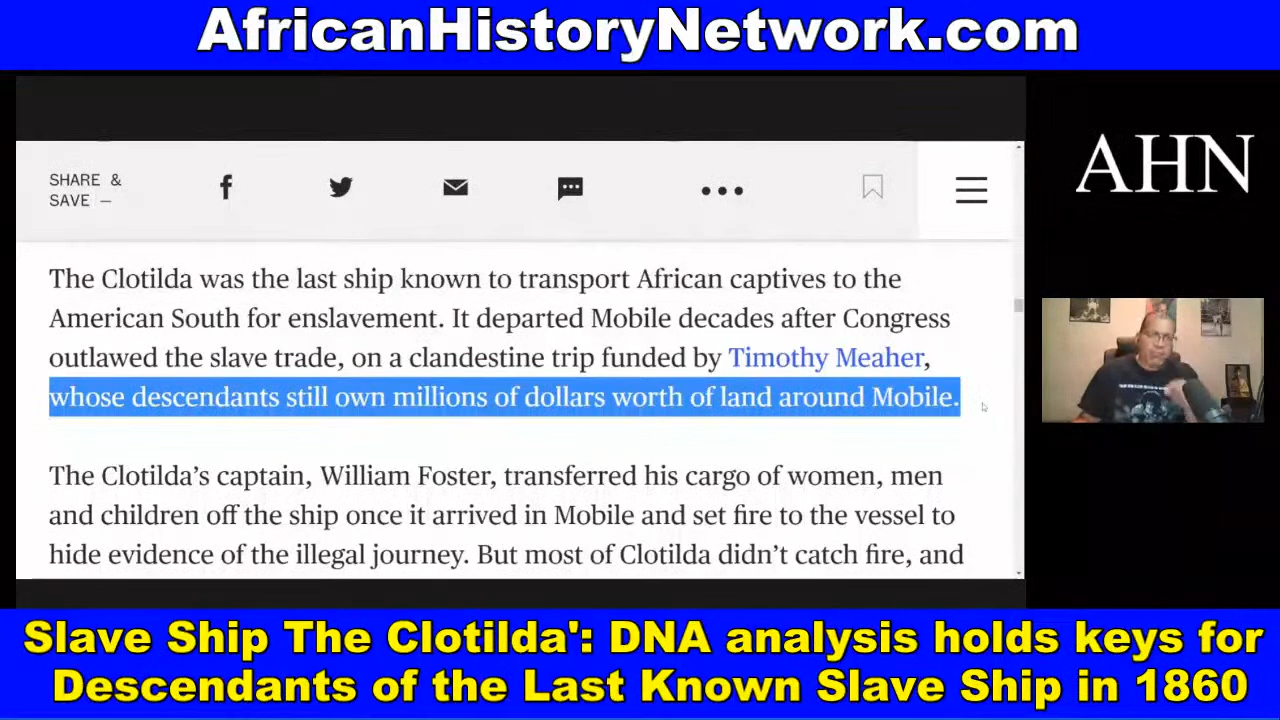 AfricanHistoryNetwork.com
AHN
SHARE &
SAVE –
The Clotilda was the last ship known to transport African captives to the
American South for enslavement. It departed Mobile decades after Congress
outlawed the slave trade, on a clandestine trip funded by Timothy Meaher,
whose descendants still own millions of dollars worth of land around Mobile.
The Clotilda’s captain, William Foster, transferred his cargo of women, men
and children off the ship once it arrived in Mobile and set fire to the vessel to
hide evidence of the illegal journey. But most of Clotilda didn’t catch fire, and
Slave Ship The Clotilda': DNA analysis holds keys for
Descendants of the Last Known Slave Ship in 1860